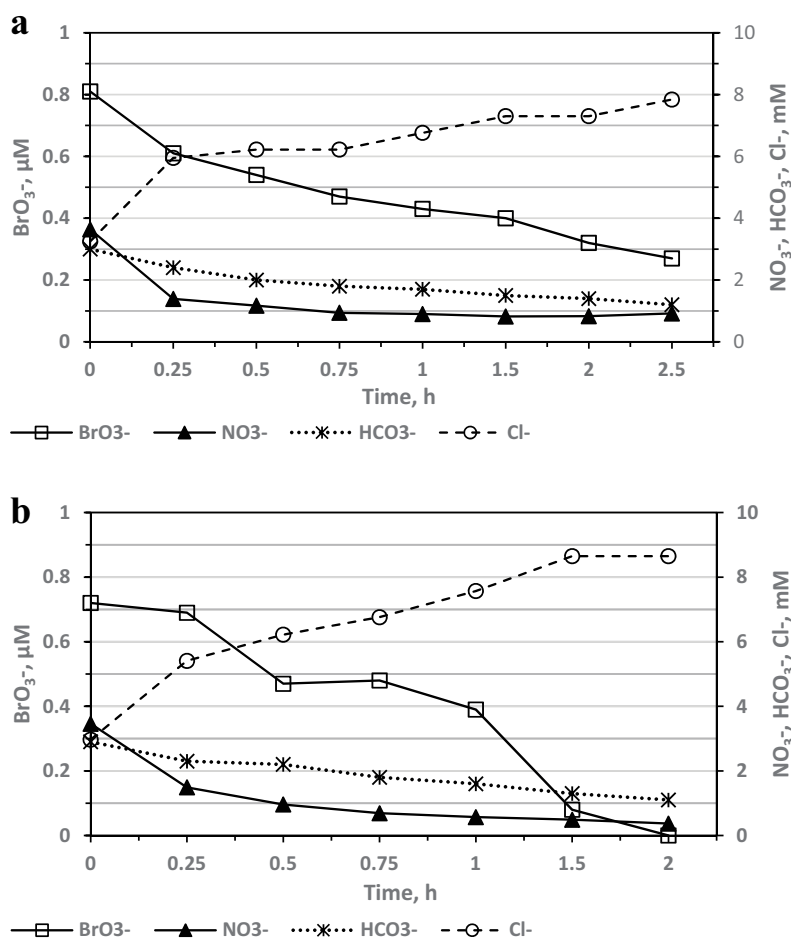 a
1
0.8
0.6
0.4
0.2
0
BrO₃-, µM
10
8
6
4
2
0
NO₃-, HCO₃-, Cl-, mM
0 0.25 0.5 0.75 1 1.5 2 2.5
Time, h
BrO3- NO3- HCO3- Cl-
b
1
0.8
0.6
0.4
0.2
0
BrO₃-, µM
10
8
6
4
2
0
NO₃-, HCO₃-, Cl-, mM
0 0.25 0.5 0.75 1 1.5 2
Time, h
BrO3- NO3- HCO3- Cl-